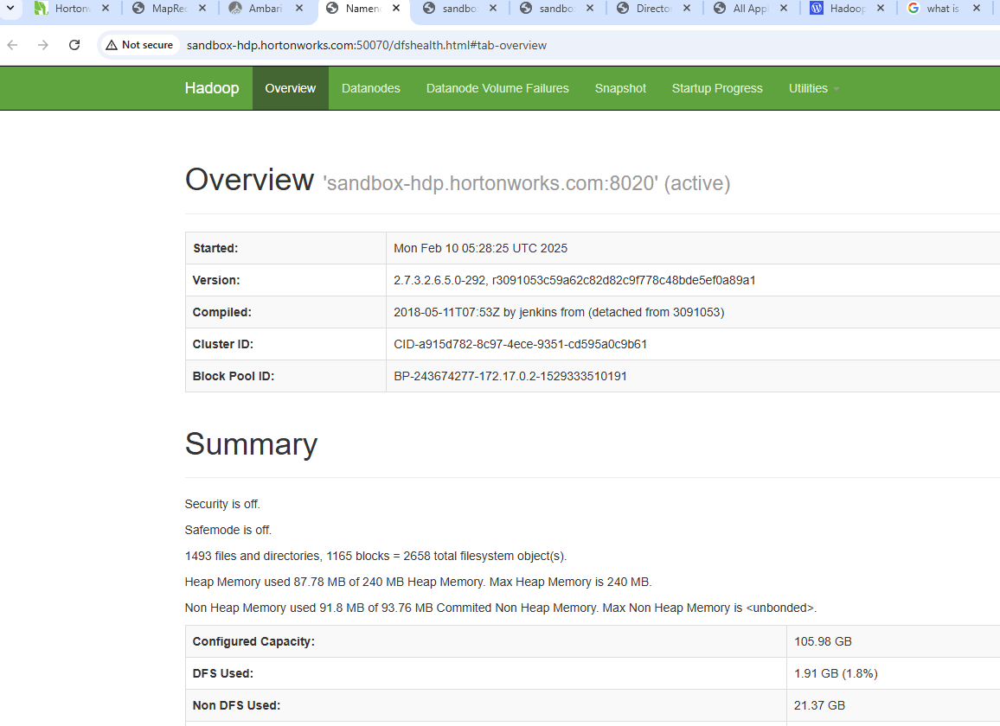 Horton MapRec Ambari Namen sandbo sandbo Director All Appl Hadoop what is
Not secure sandbox-hdp.hortonworks.com:50070/dfshealth.html#tab-overview
Hadoop Overview Datanodes Datanode Volume Failures Snapshot Startup Progress Utilities
Overview 'sandbox-hdp.hortonworks.com:8020' (active)
Started: Mon Feb 10 05:28:25 UTC 2025
Version: 2.7.3.2.6.5.0-292, r3091053c59a62c82d82c9f778c48bde5ef0a89a1
Compiled: 2018-05-11T07:53Z by jenkins from (detached from 3091053)
Cluster ID: CID-a915d782-8c97-4ece-9351-cd595a0c9b61
Block Pool ID: BP-243674277-172.17.0.2-1529333510191
Summary
Security is off.
Safemode is off.
1493 files and directories, 1165 blocks = 2658 total filesystem object(s).
Heap Memory used 87.78 MB of 240 MB Heap Memory. Max Heap Memory is 240 MB.
Non Heap Memory used 91.8 MB of 93.76 MB Commited Non Heap Memory. Max Non Heap Memory is <unbonded>.
Configured Capacity: 105.98 GB
DFS Used: 1.91 GB (1.8%)
Non DFS Used: 21.37 GB